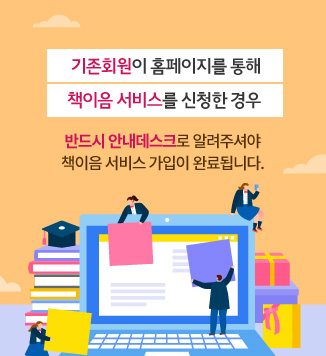 기존회원이 홈페이지를 통해
책이음 서비스를 신청한 경우
반드시 안내데스크로 알려주셔야
책이음 서비스 가입이 완료됩니다.